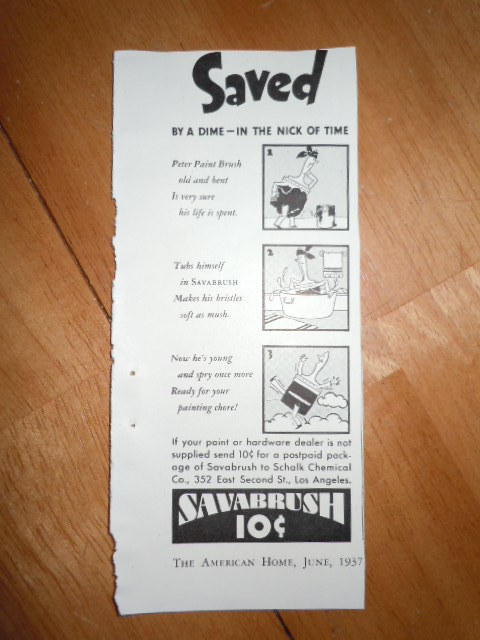 Saved
BY A DIME—IN THE NICK OF TIME
Peter Paint Brush
old and bent
Is very sure
his life is spent.
1
Tubs himself
in SAVABRUSH
Makes his bristles
soft as mush.
2
Now he's young
and spry once more
Ready for your
painting chore!
3
If your paint or hardware dealer is not
supplied send 10¢ for a postpaid pack-
age of Savabrush to Schalk Chemical
Co., 352 East Second St., Los Angeles.
SAVABRUSH
10¢
THE AMERICAN HOME, JUNE, 1937